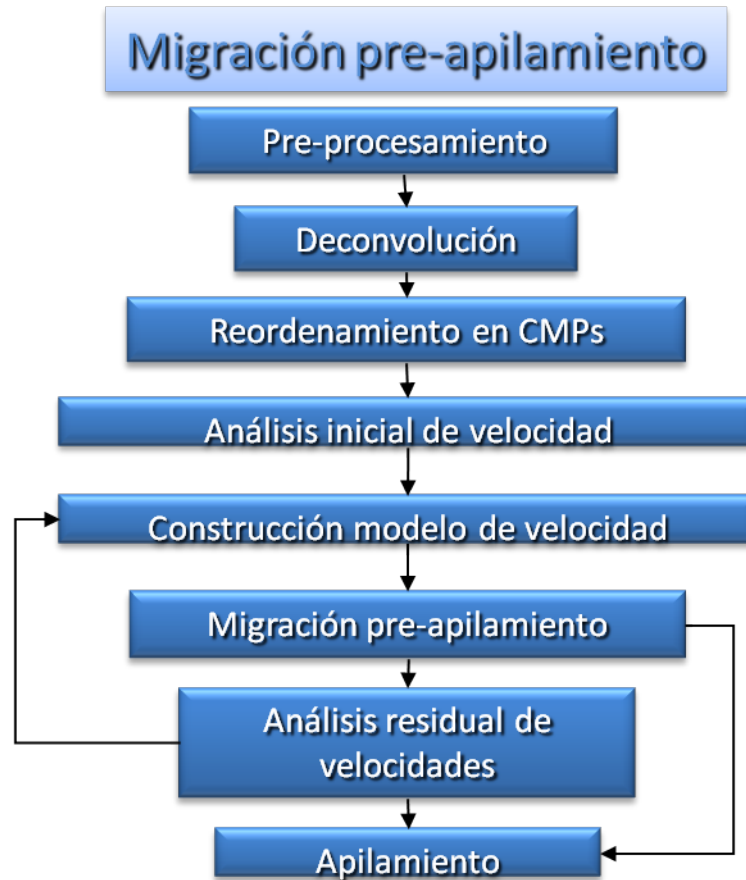 Migración pre-apilamiento
Pre-procesamiento
Deconvolución
Reordenamiento en CMPs
Análisis inicial de velocidad
Construcción modelo de velocidad
Migración pre-apilamiento
Análisis residual de
velocidades
Apilamiento